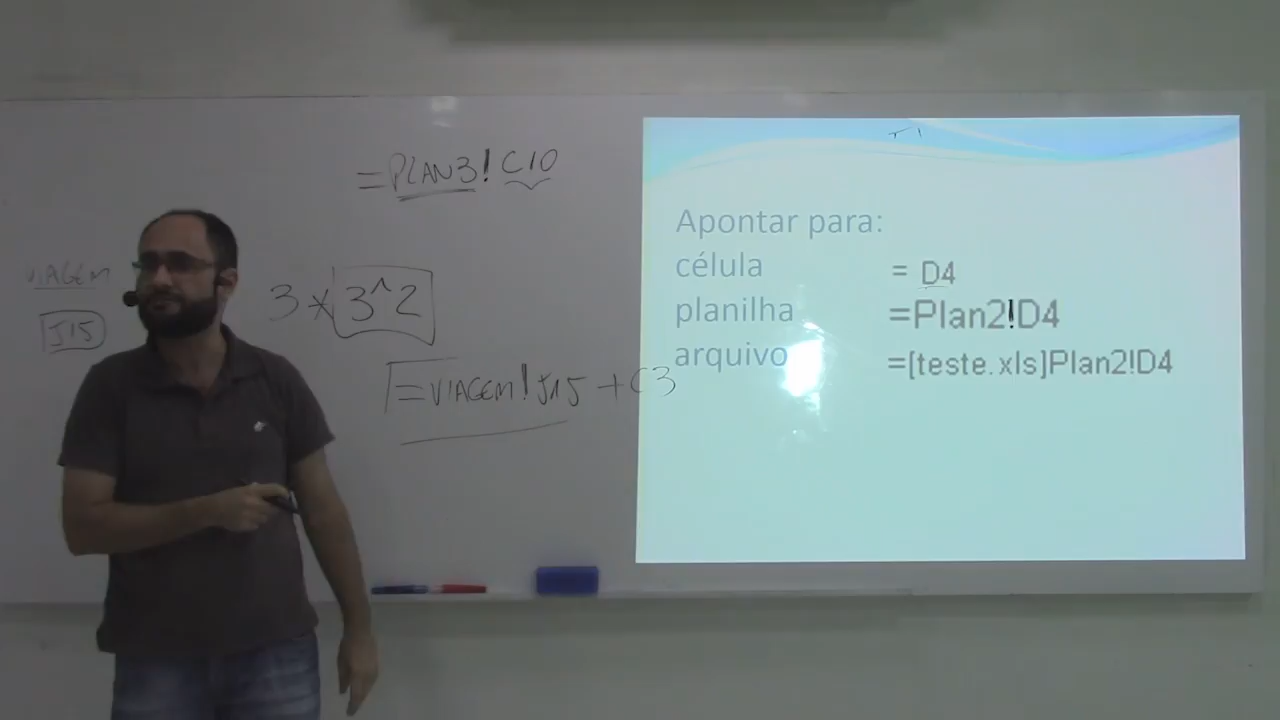 =PLAN3!C10
VIAGEM
J15
3*3^2
=VIAGEM!J15+C3
Apontar para:
célula = D4
planilha =Plan2!D4
arquivo =[teste.xls]Plan2!D4